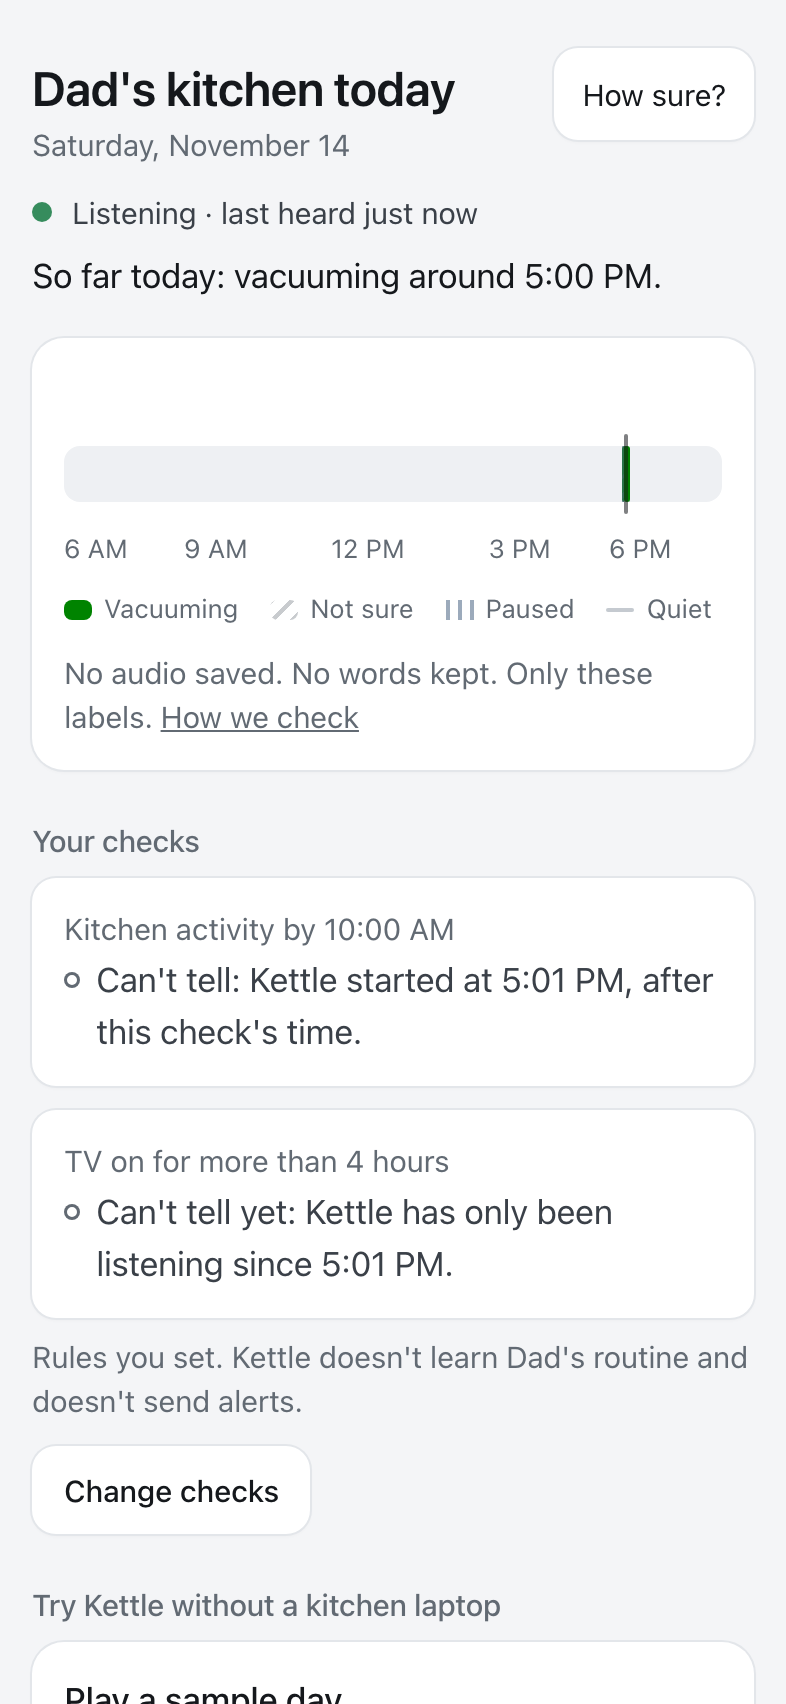 Dad's kitchen today
How sure?
Saturday, November 14
Listening · last heard just now
So far today: vacuuming around 5:00 PM.
6 AM 9 AM 12 PM 3 PM 6 PM
Vacuuming Not sure Paused Quiet
No audio saved. No words kept. Only these
labels. How we check
Your checks
Kitchen activity by 10:00 AM
Can't tell: Kettle started at 5:01 PM, after
this check's time.
TV on for more than 4 hours
Can't tell yet: Kettle has only been
listening since 5:01 PM.
Rules you set. Kettle doesn't learn Dad's routine and
doesn't send alerts.
Change checks
Try Kettle without a kitchen laptop
Play a sample day